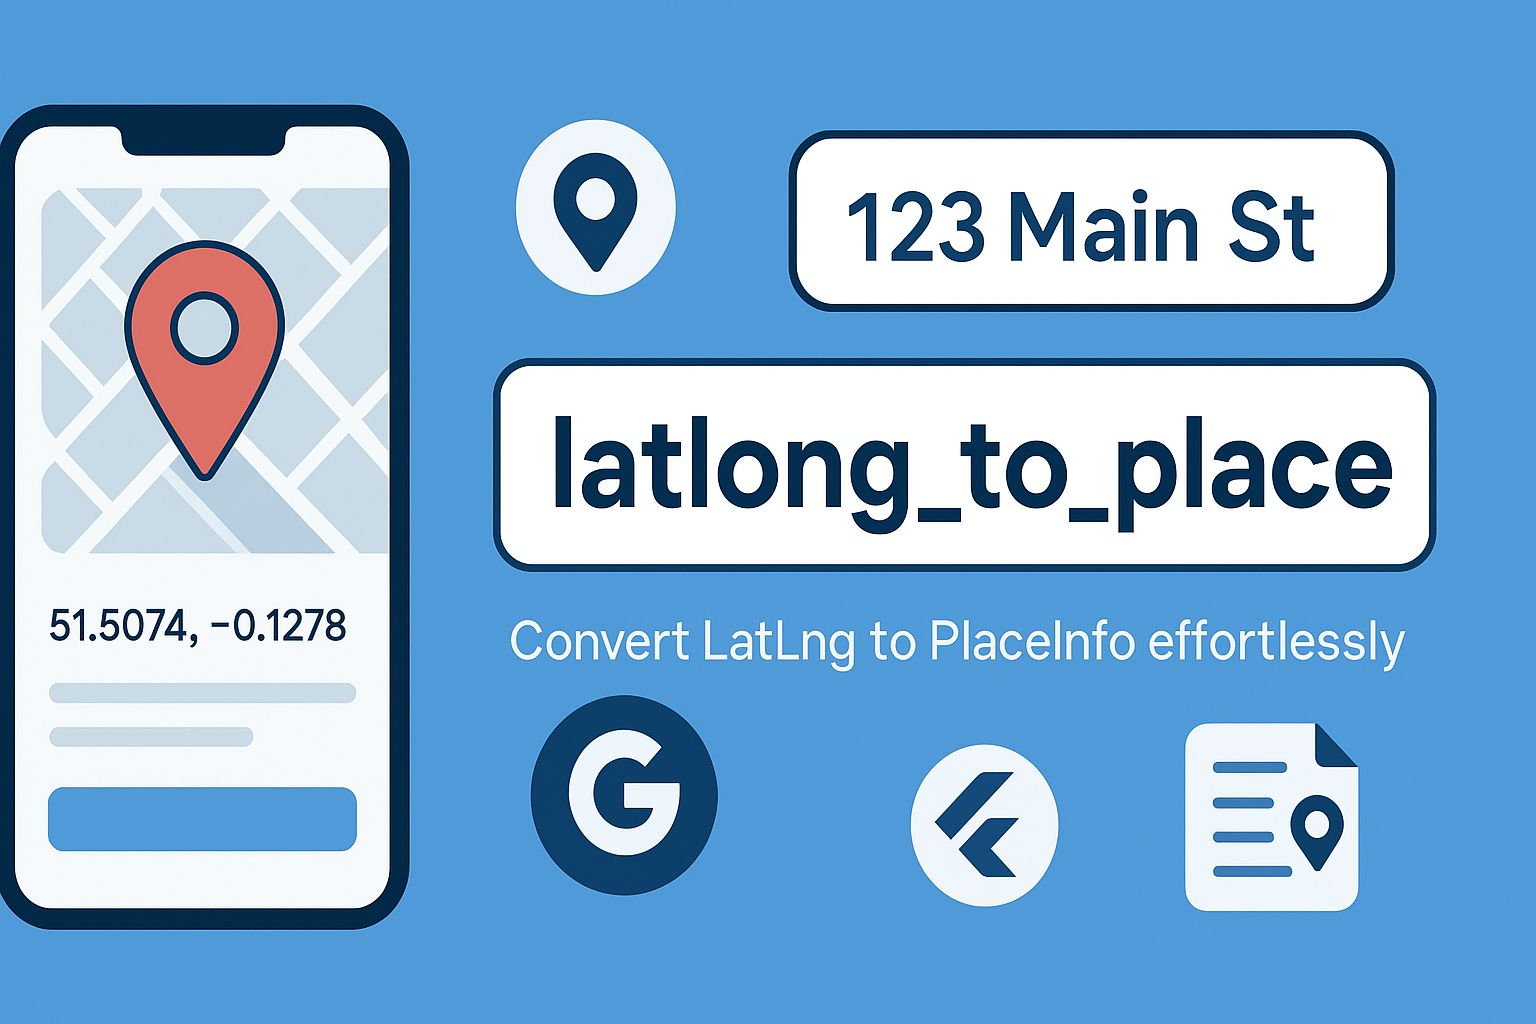 123 Main St
latlong_to_place
Convert LatLng to PlaceInfo effortlessly
51.5074, −0.1278
G